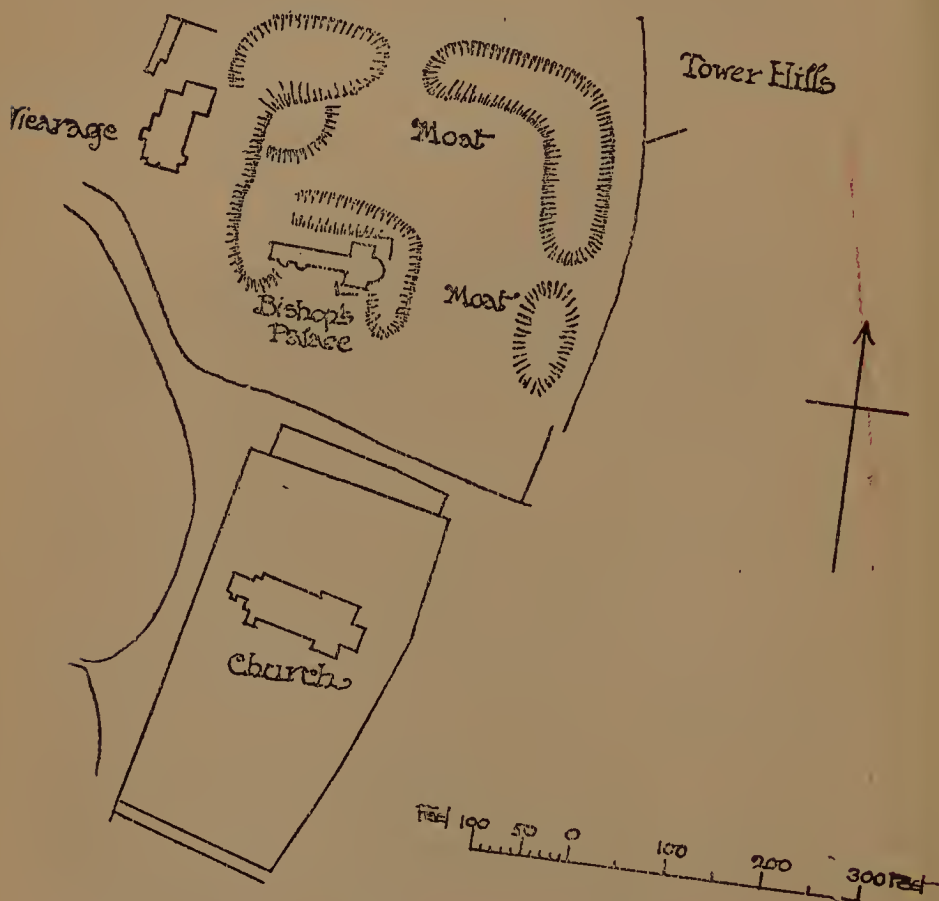 Tower Hills
Vicarage
Moat
Moat
Bishop's
Palace
Church
Feet 100 50 0 100 200 300 Feet